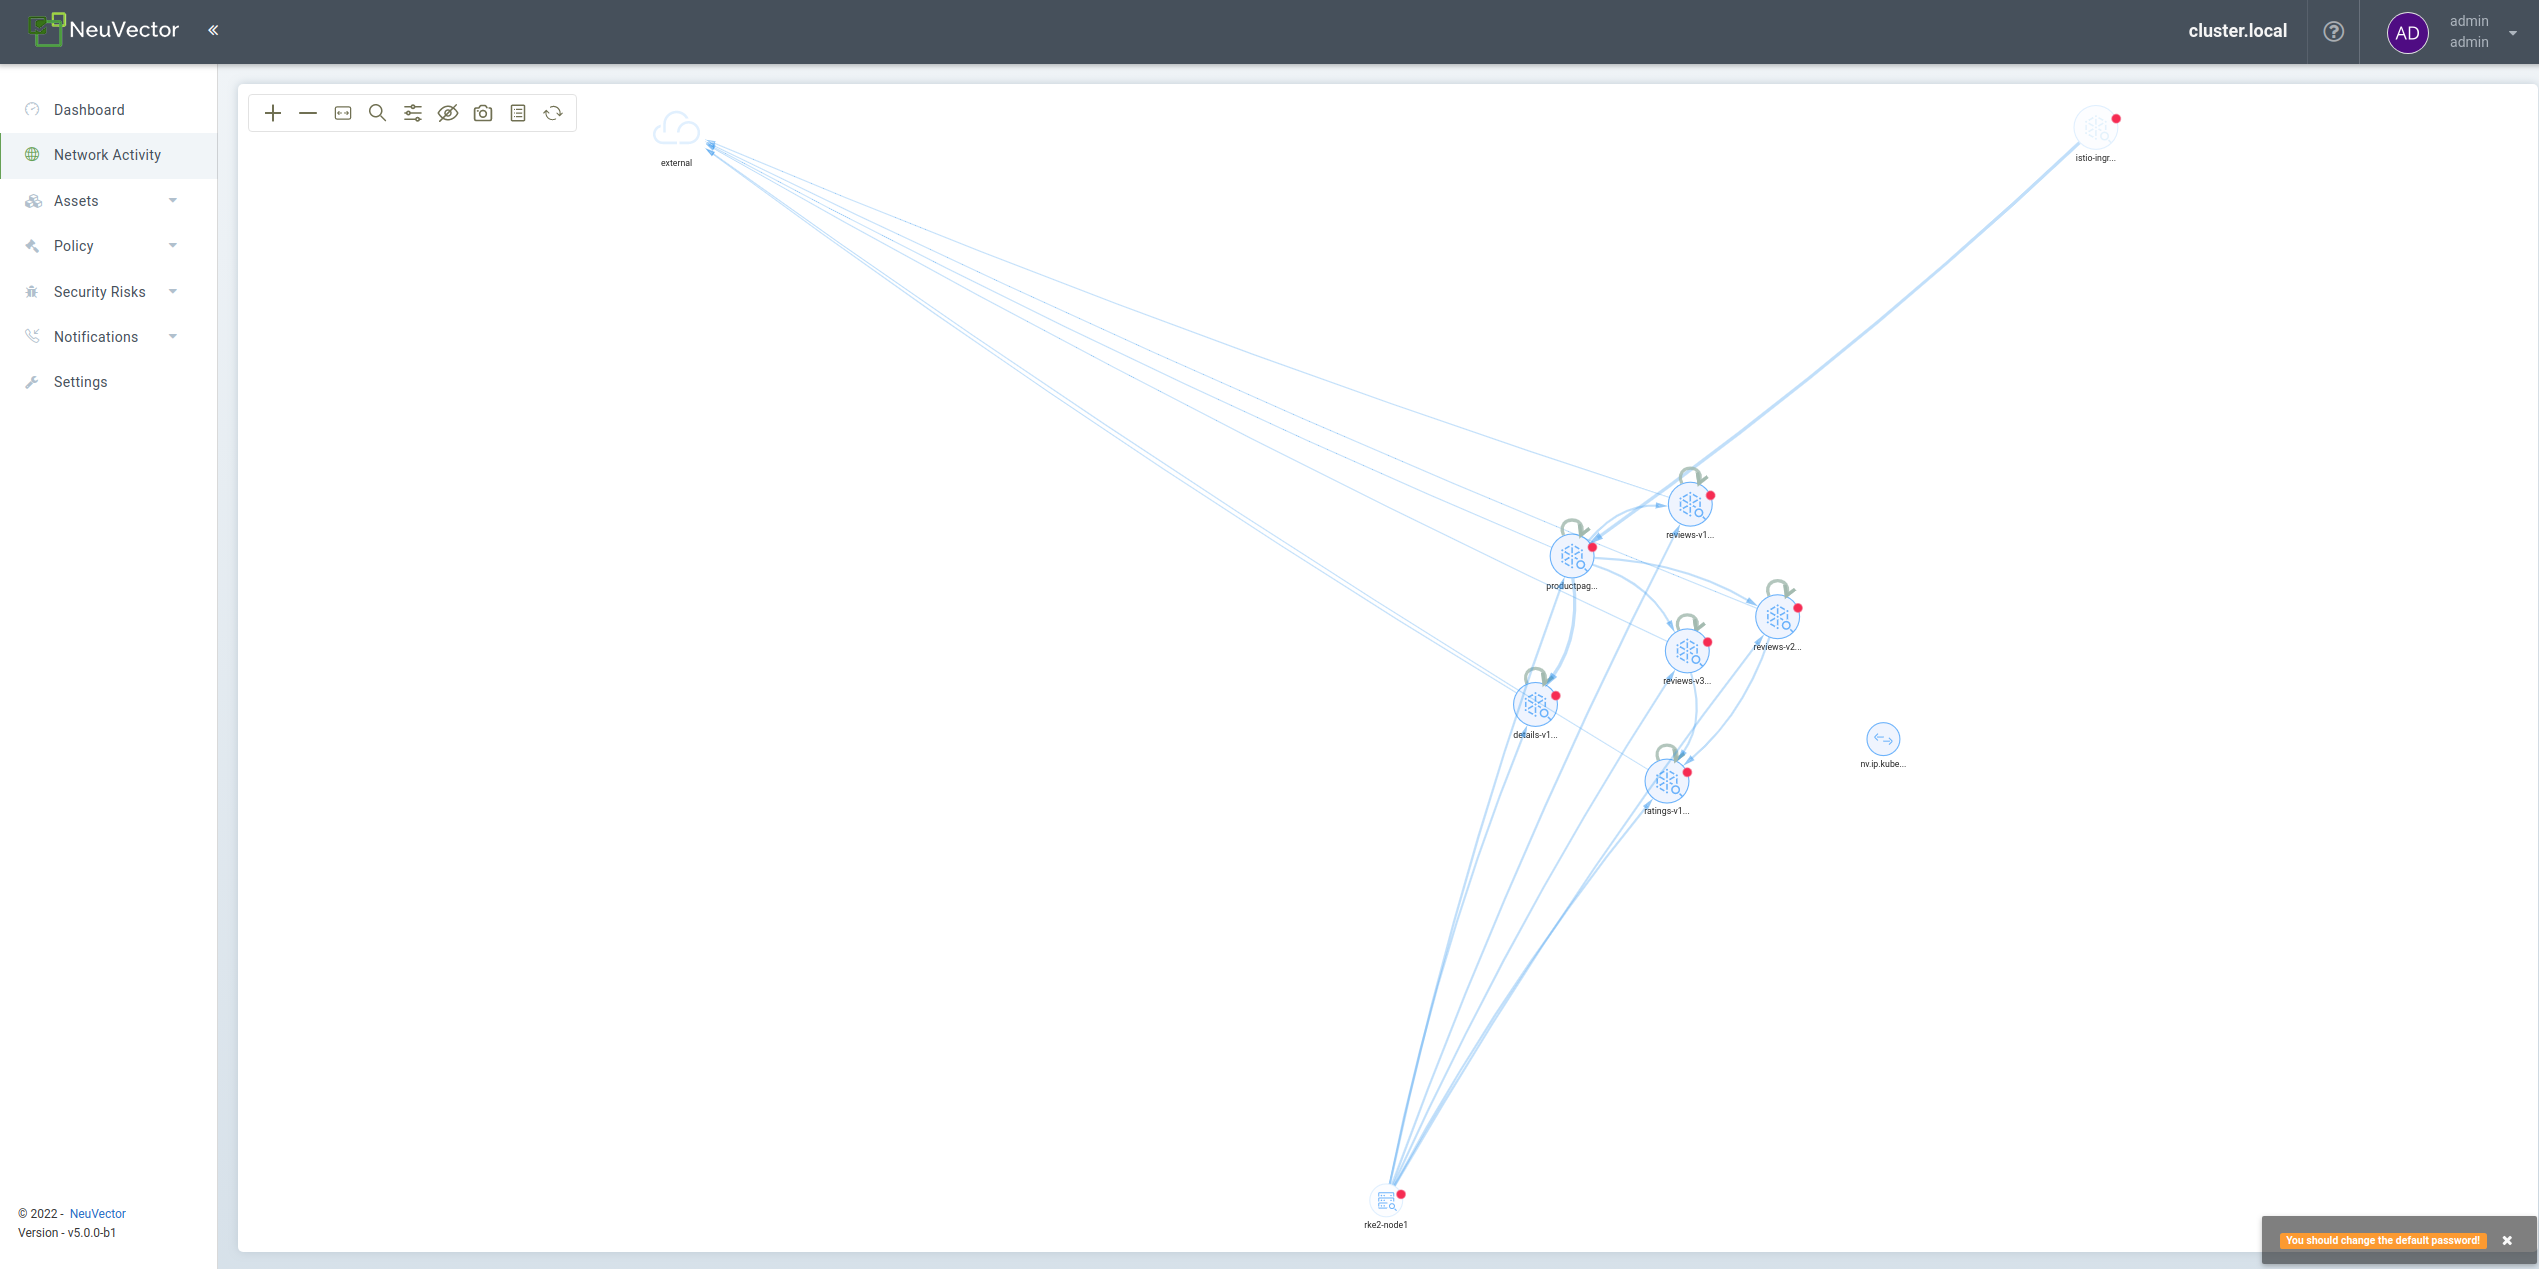 NeuVector
«
cluster.local
AD
admin
admin
Dashboard
Network Activity
Assets
Policy
Security Risks
Notifications
Settings
external
istio-ingr...
reviews-v1...
productpag...
reviews-v2...
reviews-v3...
details-v1...
nv.ip.kube...
ratings-v1...
rke2-node1
© 2022 - NeuVector
Version - v5.0.0-b1
You should change the default password!